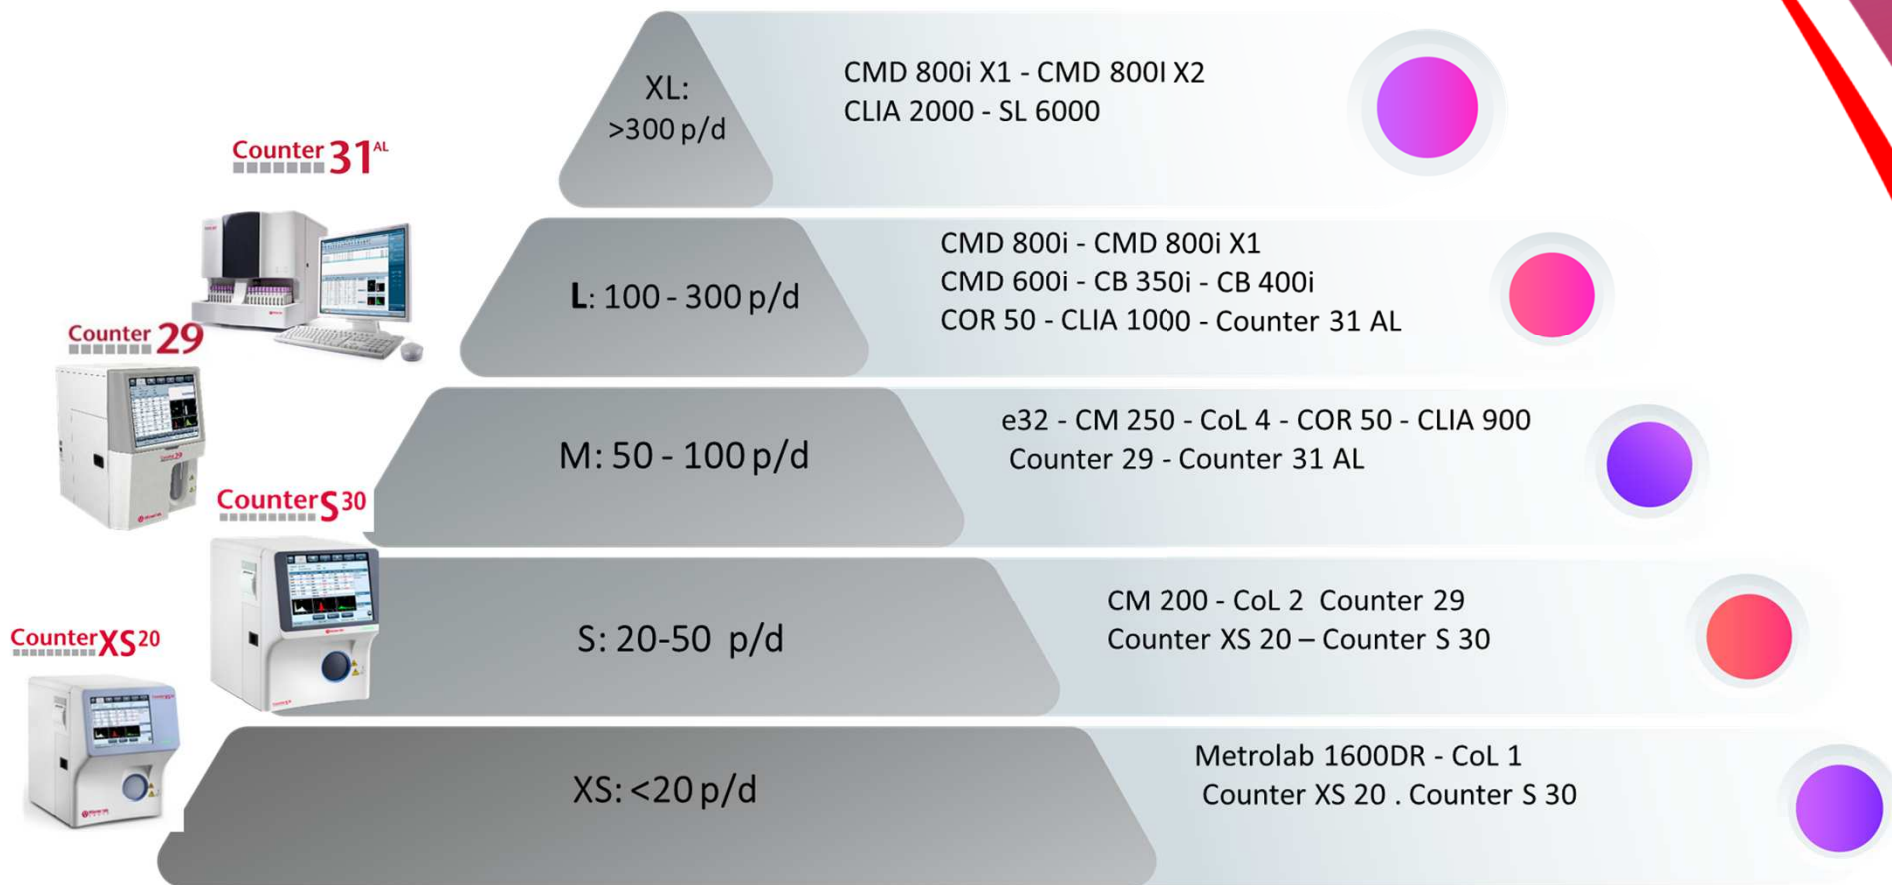 XL:
>300 p/d
CMD 800i X1 - CMD 800I X2
CLIA 2000 - SL 6000
Counter 31 AL
L: 100 - 300 p/d
CMD 800i - CMD 800i X1
CMD 600i - CB 350i - CB 400i
COR 50 - CLIA 1000 - Counter 31 AL
Counter 29
M: 50 - 100 p/d
e32 - CM 250 - CoL 4 - COR 50 - CLIA 900
Counter 29 - Counter 31 AL
Counter S 30
S: 20-50 p/d
CM 200 - CoL 2 Counter 29
Counter XS 20 – Counter S 30
Counter XS 20
XS: <20 p/d
Metrolab 1600DR - CoL 1
Counter XS 20 . Counter S 30